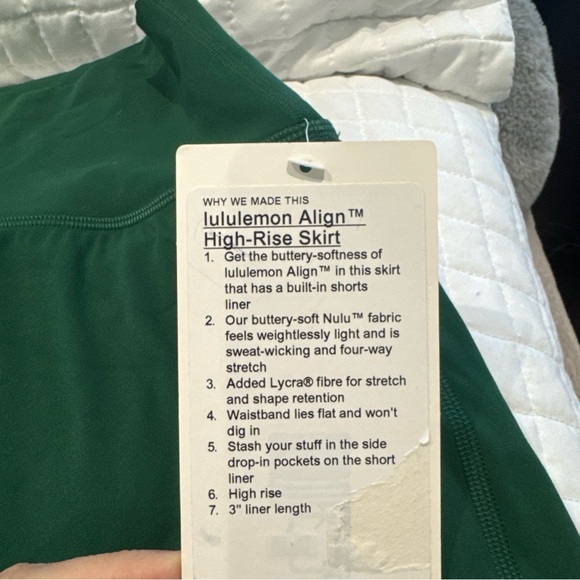 WHY WE MADE THIS
lululemon Align™
High-Rise Skirt
1. Get the buttery-softness of
lululemon Align™ in this skirt
that has a built-in shorts
liner
2. Our buttery-soft Nulu™ fabric
feels weightlessly light and is
sweat-wicking and four-way
stretch
3. Added Lycra® fibre for stretch
and shape retention
4. Waistband lies flat and won't
dig in
5. Stash your stuff in the side
drop-in pockets on the short
liner
6. High rise
7. 3" liner length